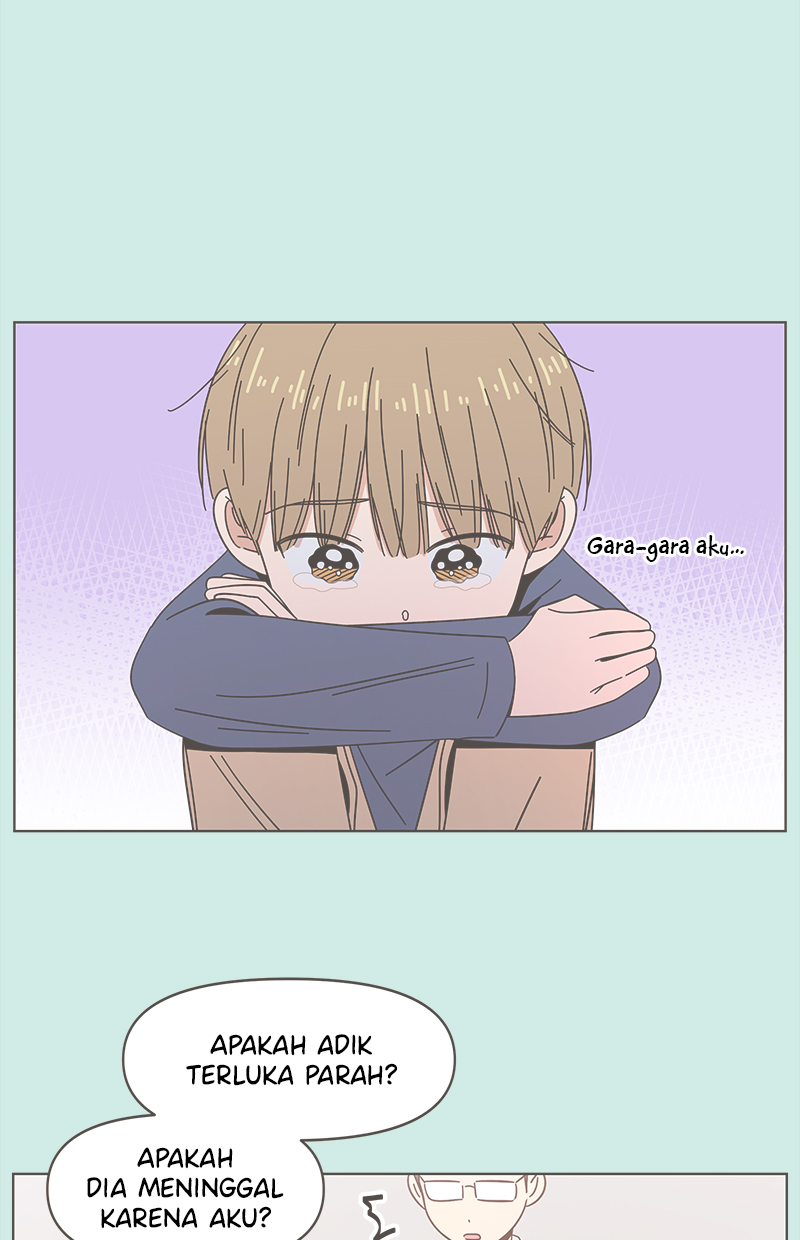 Gara-gara aku...
APAKAH ADIK
TERLUKA PARAH?
APAKAH
DIA MENINGGAL
KARENA AKU?